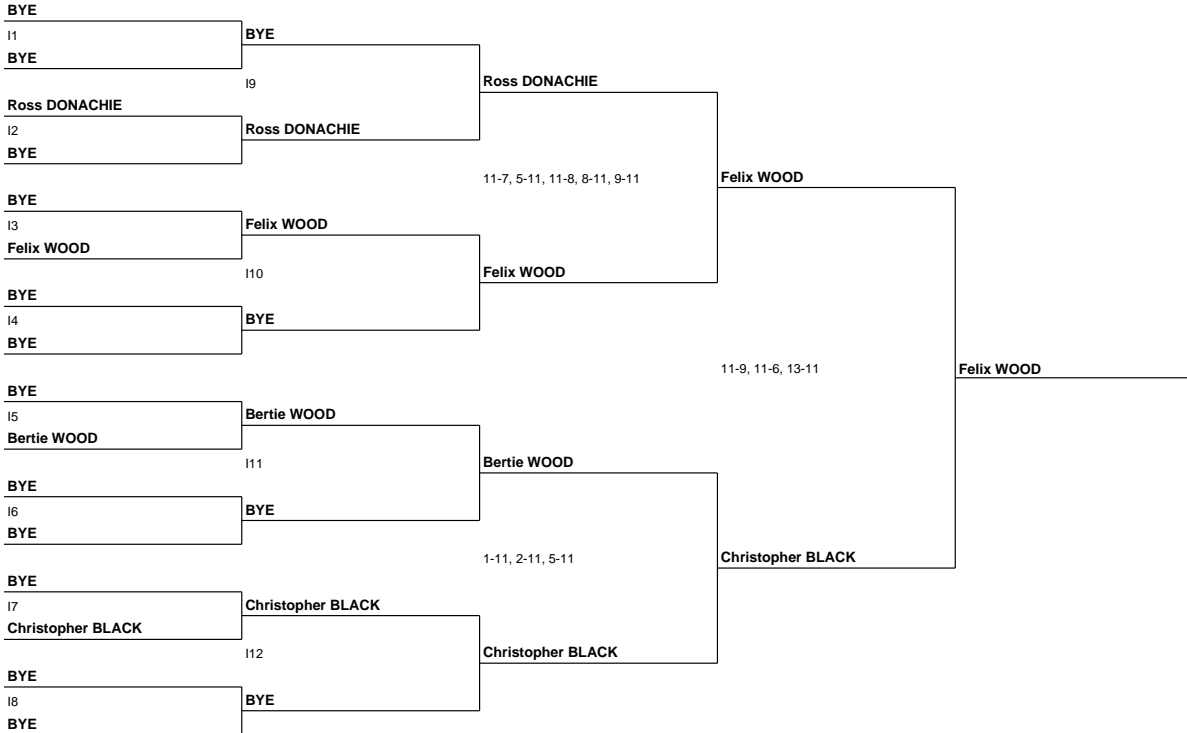 BYE
I1
BYE
BYE
I9
Ross DONACHIE
I2
BYE
Ross DONACHIE
Ross DONACHIE
11-7, 5-11, 11-8, 8-11, 9-11
BYE
I3
Felix WOOD
Felix WOOD
I10
BYE
I4
BYE
BYE
Felix WOOD
Felix WOOD
11-9, 11-6, 13-11
Felix WOOD
BYE
I5
Bertie WOOD
Bertie WOOD
I11
BYE
I6
BYE
BYE
Bertie WOOD
1-11, 2-11, 5-11
Christopher BLACK
BYE
I7
Christopher BLACK
Christopher BLACK
I12
Christopher BLACK
BYE
I8
BYE
BYE